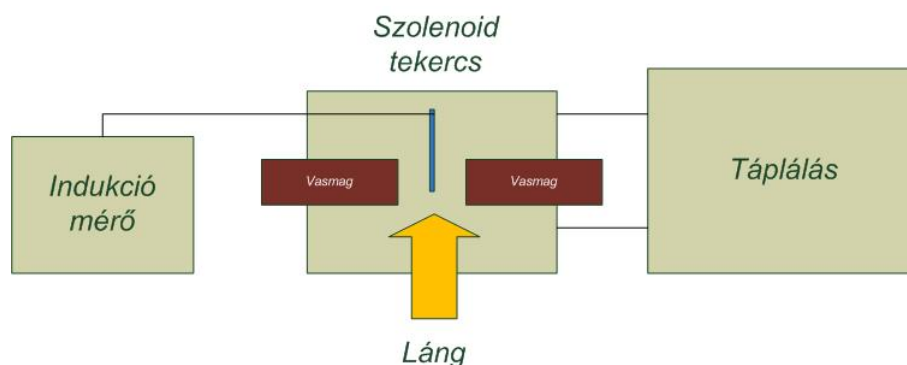 Szolenoid
tekercs
Indukció
mérő
Vasmag
Vasmag
Táplálás
Láng